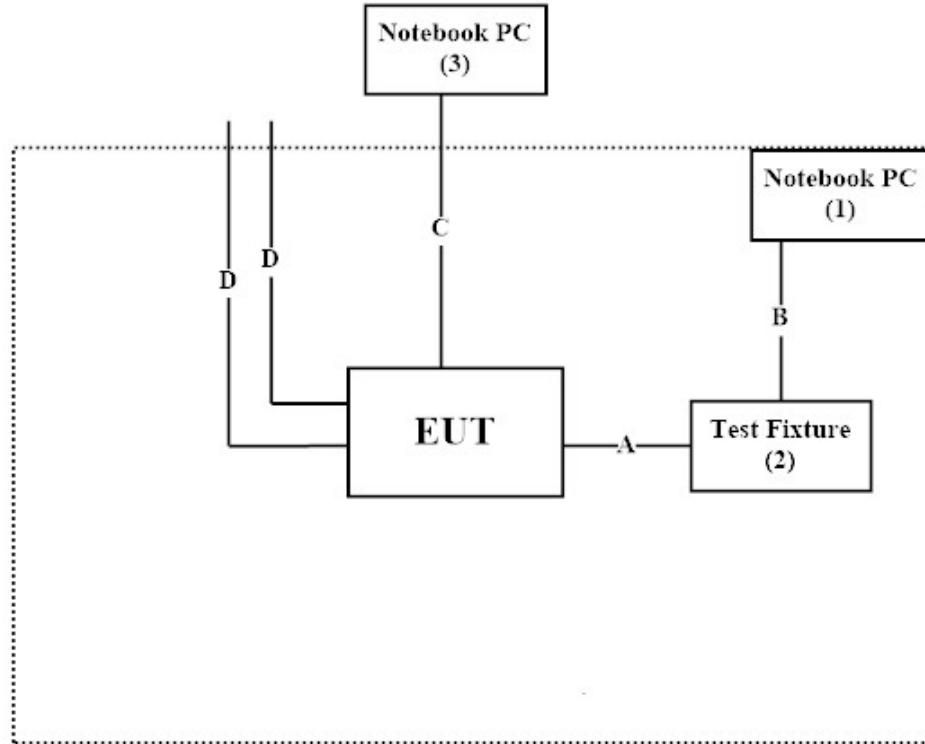 Notebook PC
(3)
Notebook PC
(1)
C
D
D
B
EUT
A
Test Fixture
(2)